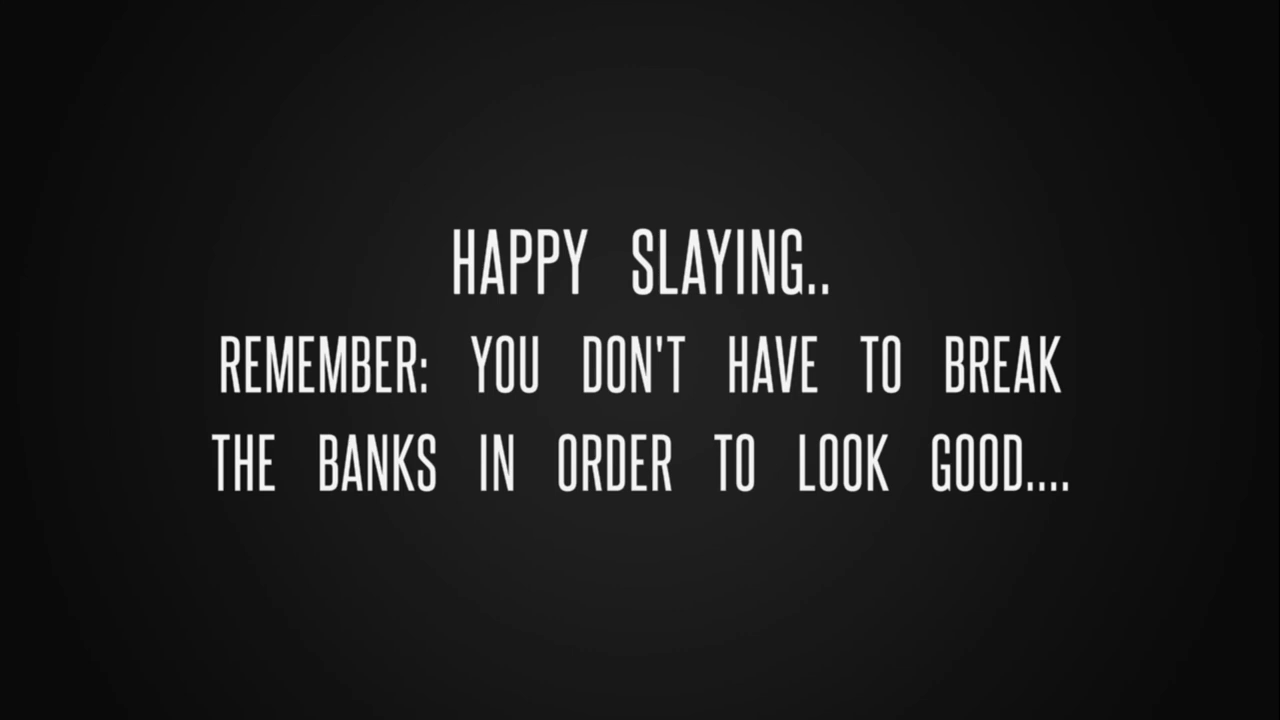 HAPPY SLAYING..
REMEMBER: YOU DON'T HAVE TO BREAK
THE BANKS IN ORDER TO LOOK GOOD....